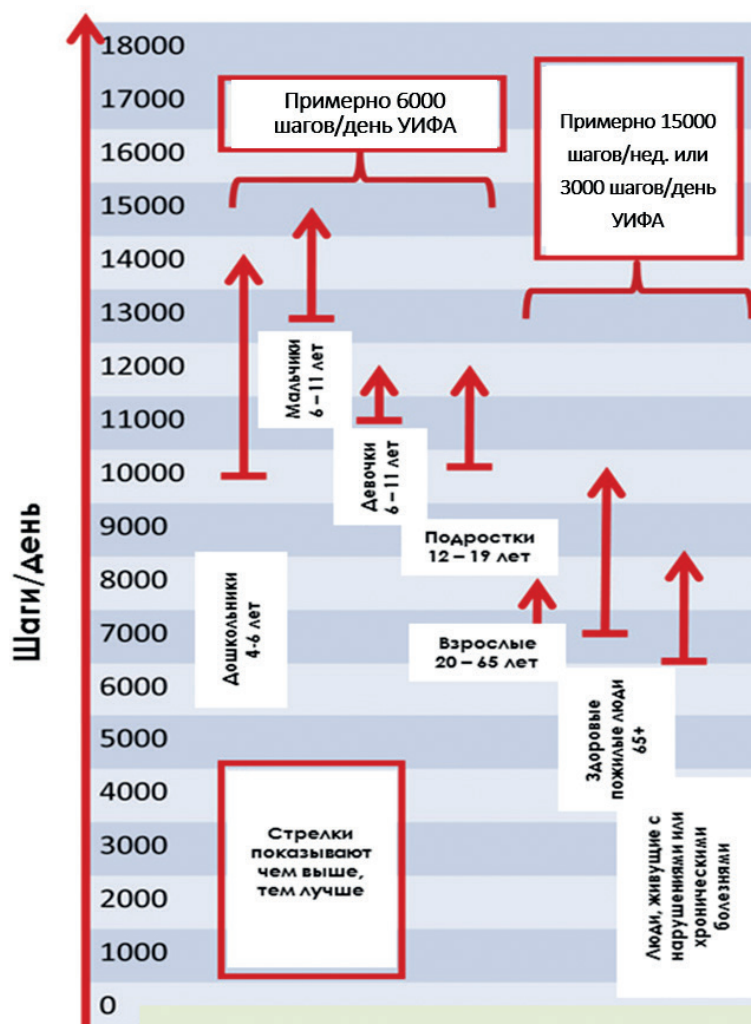 Шаги/день
18000
17000
16000
15000
14000
13000
12000
11000
10000
9000
8000
7000
6000
5000
4000
3000
2000
1000
0
Примерно 6000
шагов/день УИФА
Примерно 15000
шагов/нед. или
3000 шагов/день
УИФА
Дошкольники
4-6 лет
Мальчики
6 – 11 лет
Девочки
6 – 11 лет
Подростки
12 – 19 лет
Взрослые
20 – 65 лет
Здоровые
пожилые люди
65+
Люди, живущие с
нарушениями или
хроническими
болезнями
Стрелки
показывают
чем выше,
тем лучше